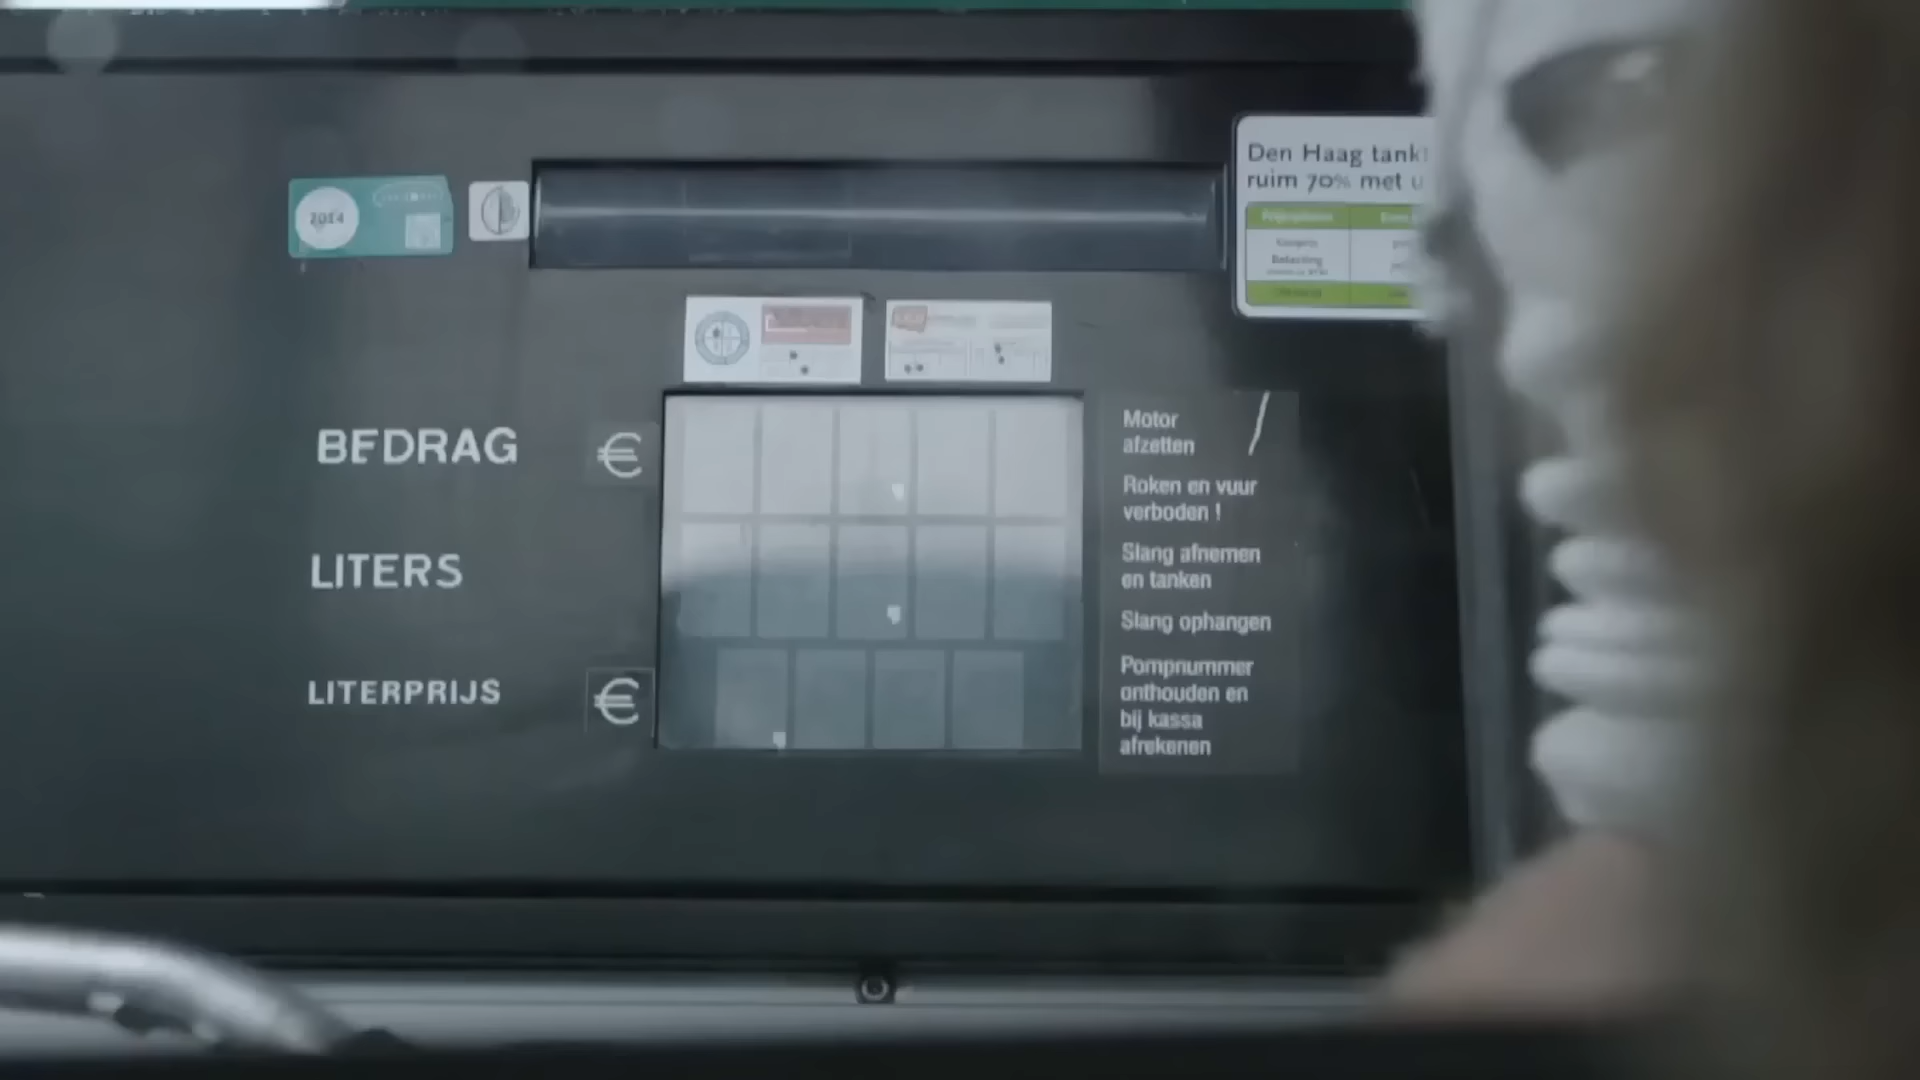 Den Haag tankt
ruim 70% met u
2014
Belasting
BEDRAG €
LITERS
LITERPRIJS €
Motor
afzetten
Roken en vuur
verboden !
Slang afnemen
en tanken
Slang ophangen
Pompnummer
onthouden en
bij kassa
afrekenen